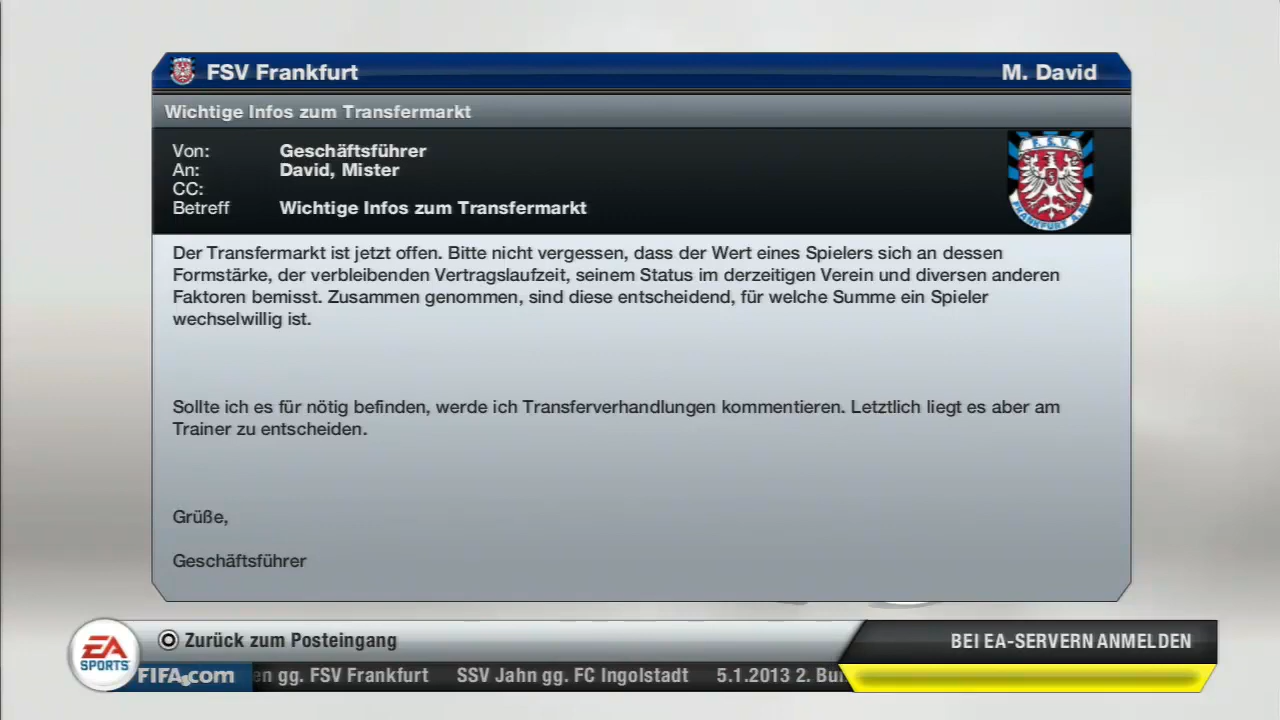 FSV Frankfurt
M. David
Wichtige Infos zum Transfermarkt
Von: Geschäftsführer
An: David, Mister
CC:
Betreff Wichtige Infos zum Transfermarkt
F.S.V.
FRANKFURT A.M.
Der Transfermarkt ist jetzt offen. Bitte nicht vergessen, dass der Wert eines Spielers sich an dessen
Formstärke, der verbleibenden Vertragslaufzeit, seinem Status im derzeitigen Verein und diversen anderen
Faktoren bemisst. Zusammen genommen, sind diese entscheidend, für welche Summe ein Spieler
wechselwillig ist.
Sollte ich es für nötig befinden, werde ich Transferverhandlungen kommentieren. Letztlich liegt es aber am
Trainer zu entscheiden.
Grüße,
Geschäftsführer
Zurück zum Posteingang
BEI EA-SERVERN ANMELDEN
EA
SPORTS
FIFA.com
en gg. FSV Frankfurt SSV Jahn gg. FC Ingolstadt 5.1.2013 2. Bu